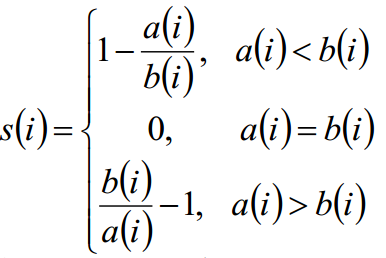 s(i) = { 1 − a(i)/b(i), a(i) < b(i)
0, a(i) = b(i)
b(i)/a(i) − 1, a(i) > b(i)